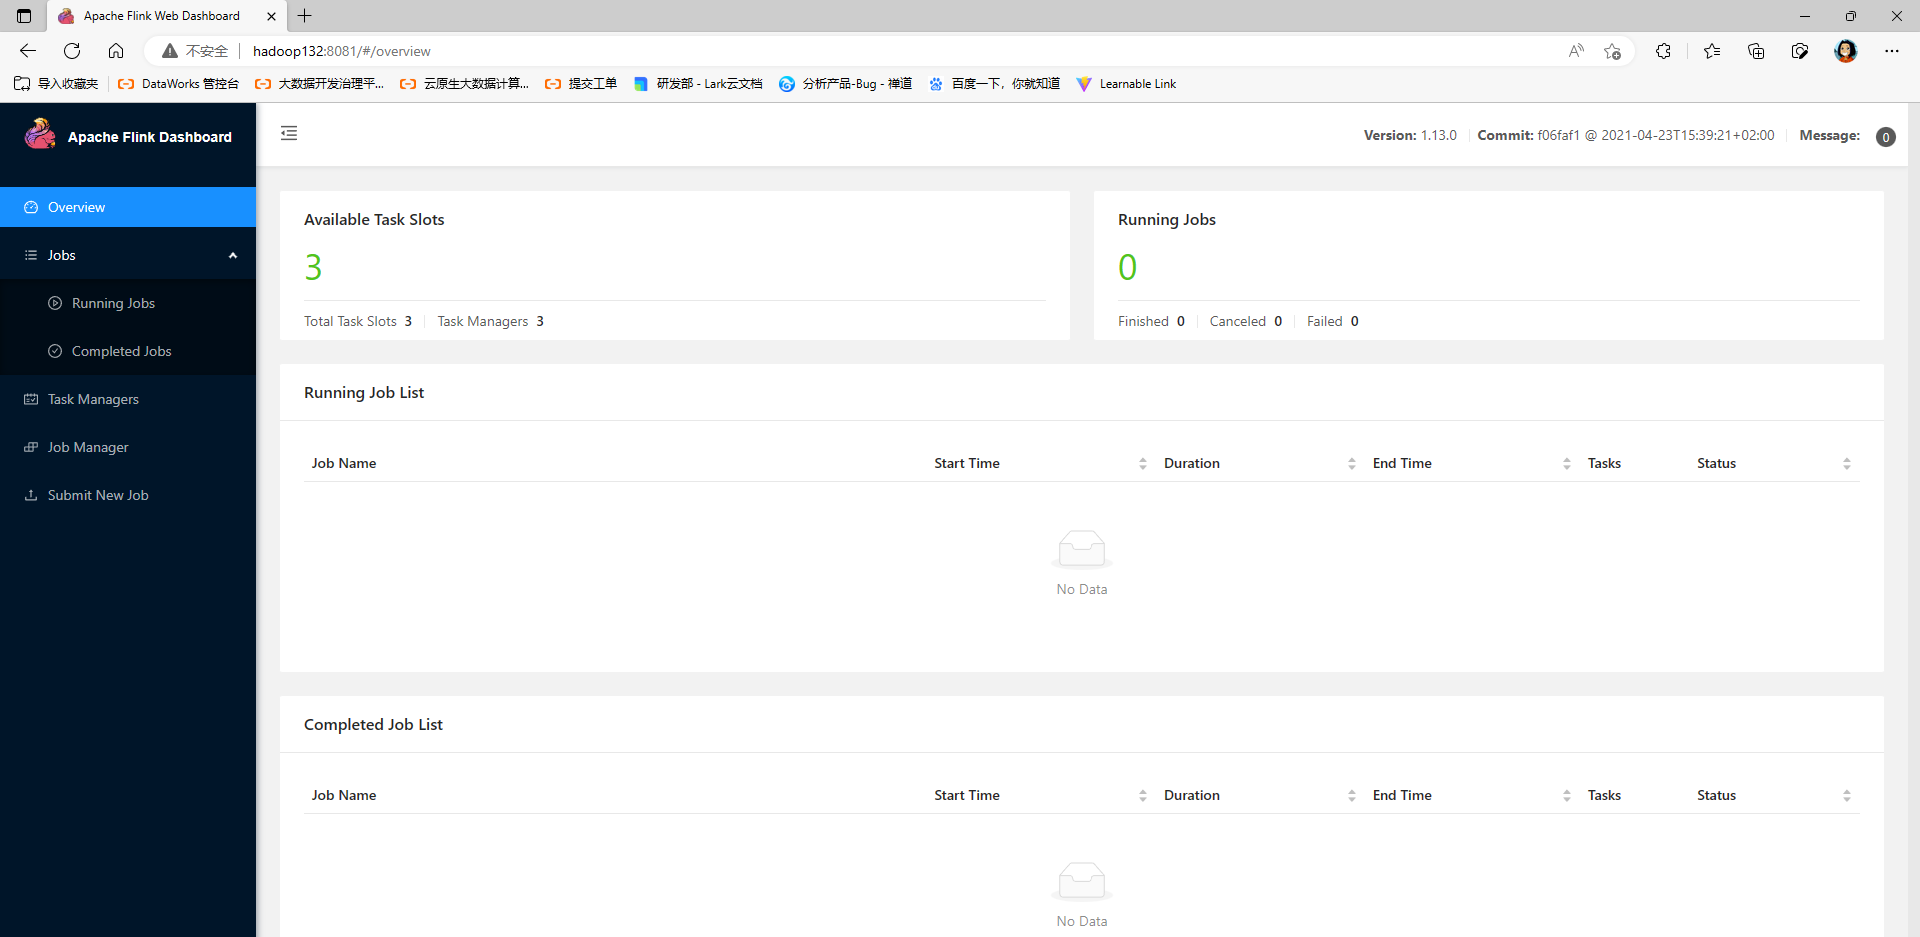 Apache Flink Web Dashboard
不安全
hadoop132:8081/#/overview
导入收藏夹 DataWorks 管控台 大数据开发治理平... 云原生大数据计算... 提交工单 研发部 - Lark云文档 分析产品-Bug - 禅道 百度一下，你就知道 Learnable Link
Apache Flink Dashboard
Version: 1.13.0 Commit: f06faf1 @ 2021-04-23T15:39:21+02:00 Message: 0
Overview
Jobs
Running Jobs
Completed Jobs
Task Managers
Job Manager
Submit New Job
Available Task Slots
3
Total Task Slots 3 Task Managers 3
Running Jobs
0
Finished 0 Canceled 0 Failed 0
Running Job List
Job Name Start Time Duration End Time Tasks Status
No Data
Completed Job List
Job Name Start Time Duration End Time Tasks Status
No Data